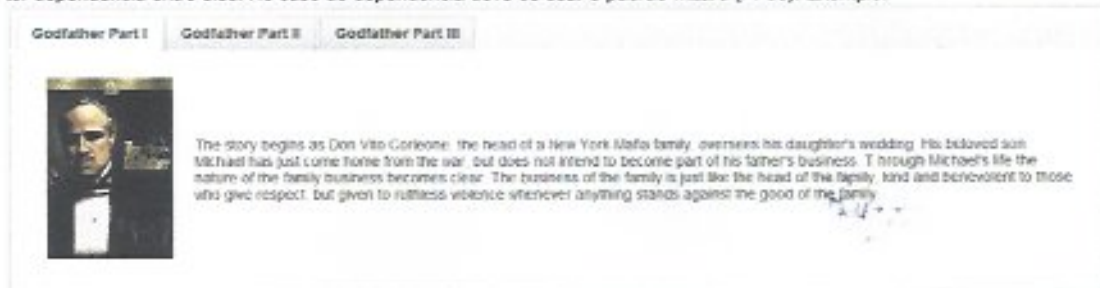 Godfather Part I Godfather Part II Godfather Part III
The story begins as Don Vito Corleone, the head of a New York Mafia family, oversees his daughter's wedding. His beloved son
Michael has just come home from the war, but does not intend to become part of his father's business. T hrough Michael's life the
nature of the family business becomes clear. The business of the family is just like the head of the family, kind and benevolent to those
who give respect, but given to ruthless violence whenever anything stands against the good of the family.